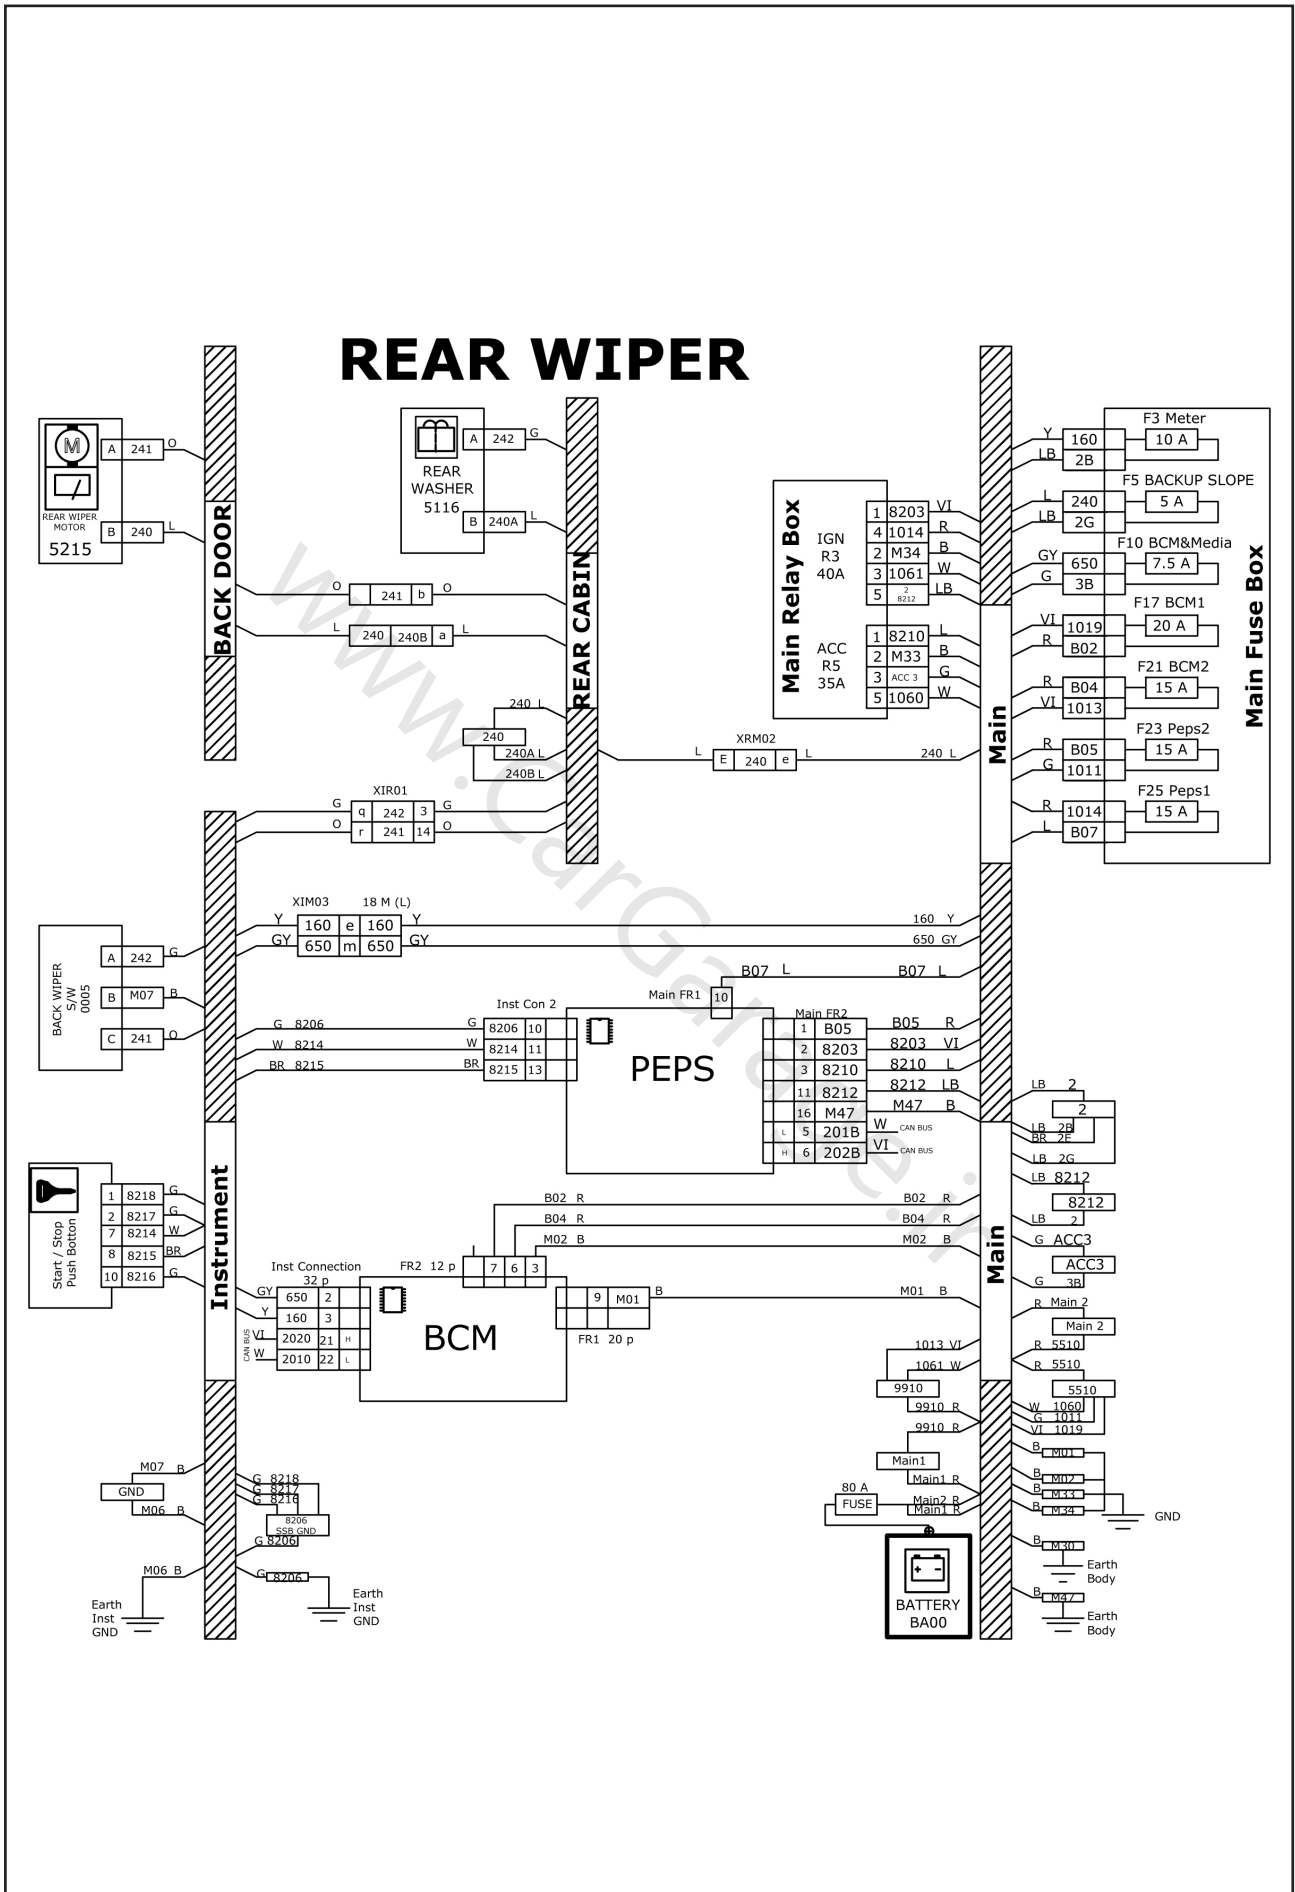 REAR WIPER
M
REAR WIPER
MOTOR
5215
A 241 O
B 240 L
BACK DOOR
REAR
WASHER
5116
A 242 G
B 240A L
REAR CABIN
O 241 b O
L 240 240B a L
240 L
240
240A L
240B L
XIR01
G q 242 3 G
O r 241 14 O
XRM02
L E 240 e L
240 L
Main Relay Box
IGN
R3
40A
1 8203 VI
4 1014 R
2 M34 B
3 1061 W
5 2 8212 LB
ACC
R5
35A
1 8210 L
2 M33 B
3 ACC 3 G
5 1060 W
Main
Main Fuse Box
F3 Meter
Y 160 10 A
LB 2B
F5 BACKUP SLOPE
L 240 5 A
LB 2G
F10 BCM&Media
GY 650 7.5 A
G 3B
F17 BCM1
VI 1019 20 A
R B02
F21 BCM2
R B04 15 A
VI 1013
F23 Peps2
R B05 15 A
G 1011
F25 Peps1
R 1014 15 A
L B07
XIM03 18 M (L)
Y 160 e 160 Y
GY 650 m 650 GY
160 Y
650 GY
BACK WIPER
S/W
0005
A 242 G
B M07 B
C 241 O
B07 L B07 L
Main FR1 10
Inst Con 2
G 8206 G 8206 10
W 8214 W 8214 11
BR 8215 BR 8215 13
PEPS
Main FR2
1 B05 B05 R
2 8203 8203 VI
3 8210 8210 L
11 8212 8212 LB
16 M47 M47 B
L 5 201B W CAN BUS
H 6 202B VI CAN BUS
Instrument
Start / Stop
Push Botton
1 8218 G
2 8217 G
7 8214 W
8 8215 BR
10 8216 G
B02 R B02 R
B04 R B04 R
M02 B M02 B
FR2 12 p
7 6 3
Inst Connection
32 p
GY 650 2
Y 160 3
VI 2020 21 H
W 2010 22 L
CAN BUS
BCM
9 M01 B
FR1 20 p
M01 B
Main
LB 2
2
LB 2B
BR 2E
LB 2G
LB 8212
8212
LB 2
G ACC3
ACC3
G 3B
R Main 2
Main 2
R 5510
R 5510
5510
W 1060
G 1011
VI 1019
B M01
B M02
B M33
B M34
GND
B M30
Earth
Body
B M47
Earth
Body
1013 VI
1061 W
9910
9910 R
9910 R
Main1
Main1 R
Main2 R
Main1 R
80 A
FUSE
BATTERY
BA00
M07 B
GND
M06 B
M06 B
Earth
Inst
GND
G 8218
G 8217
G 8216
8206
SSB GND
G 8206
G 8206
Earth
Inst
GND
www.CarGarage.ir